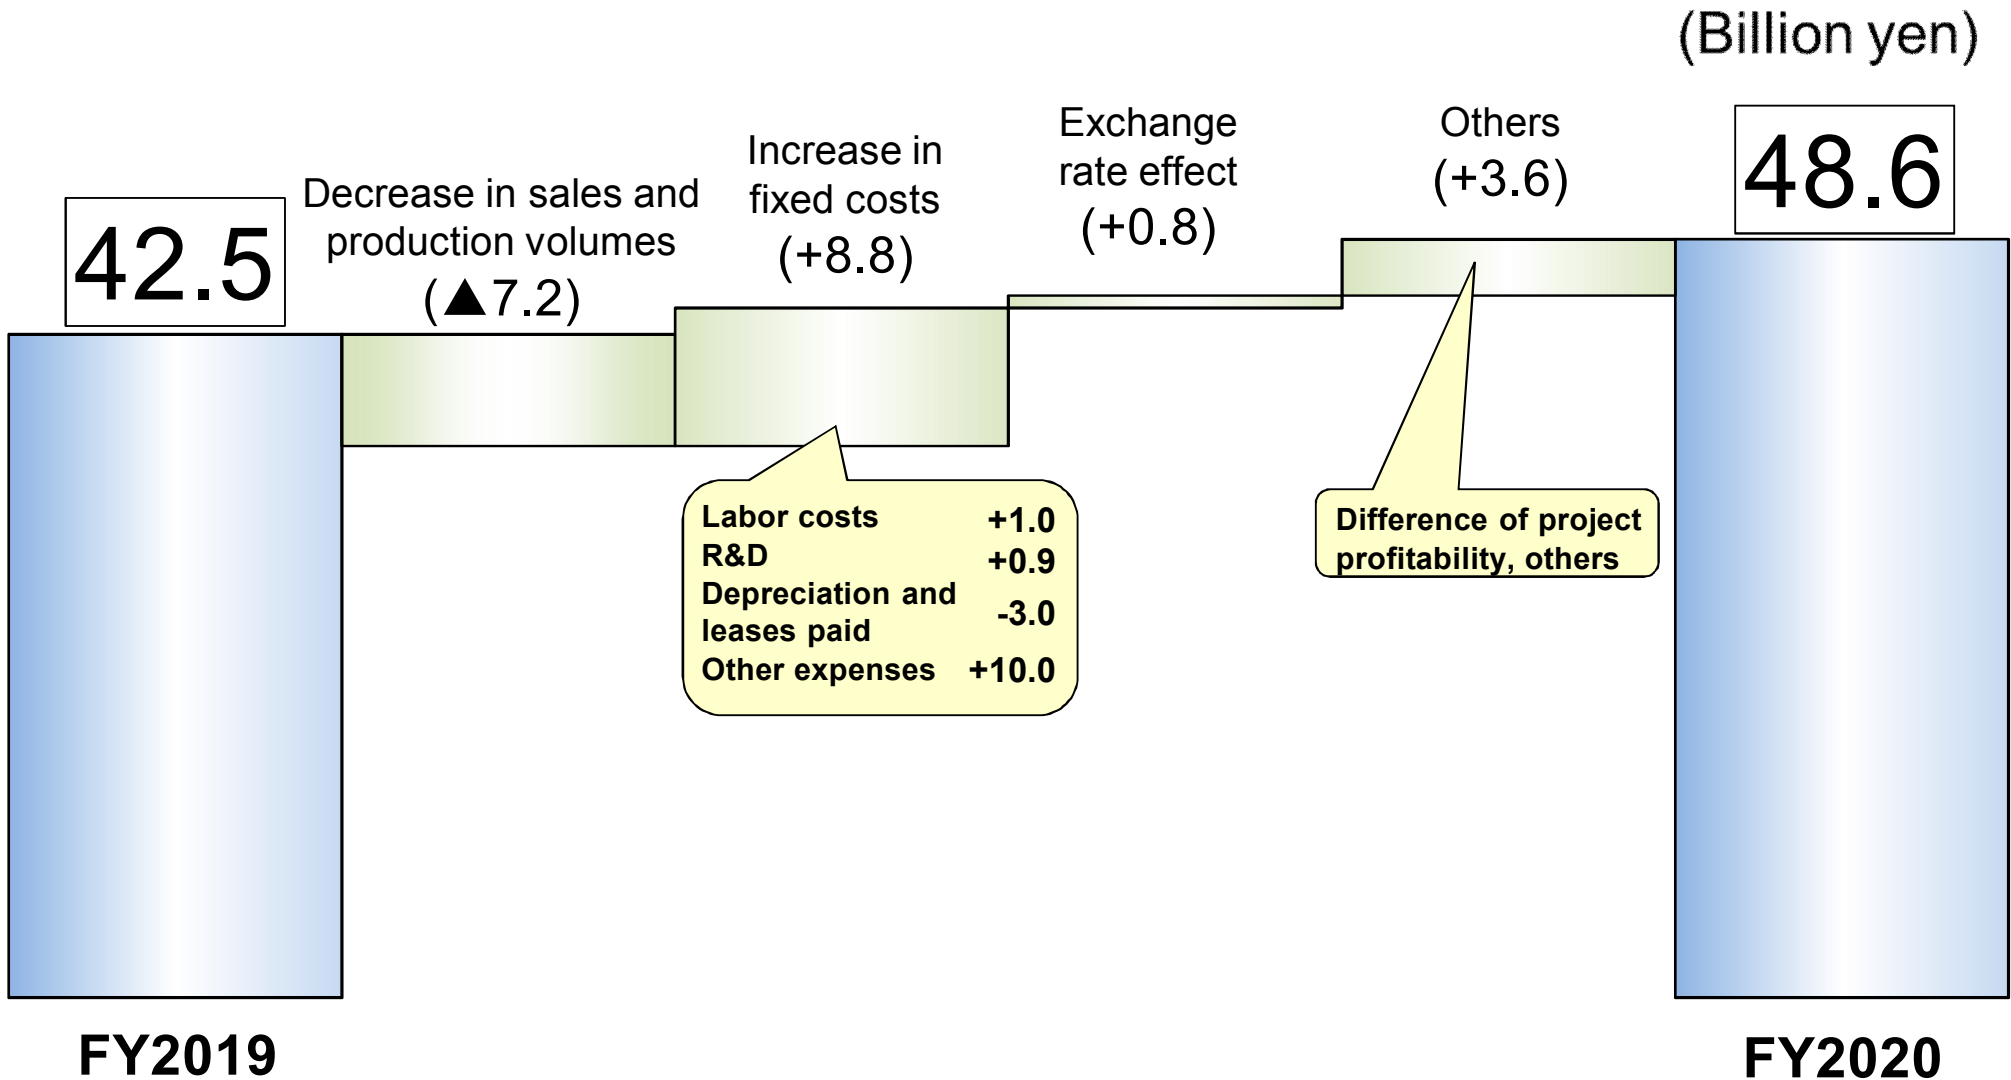 (Billion yen)
42.5
Decrease in sales and
production volumes
(▲7.2)
Increase in
fixed costs
(+8.8)
Exchange
rate effect
(+0.8)
Others
(+3.6)
48.6
Labor costs +1.0
R&D +0.9
Depreciation and
leases paid -3.0
Other expenses +10.0
Difference of project
profitability, others
FY2019
FY2020